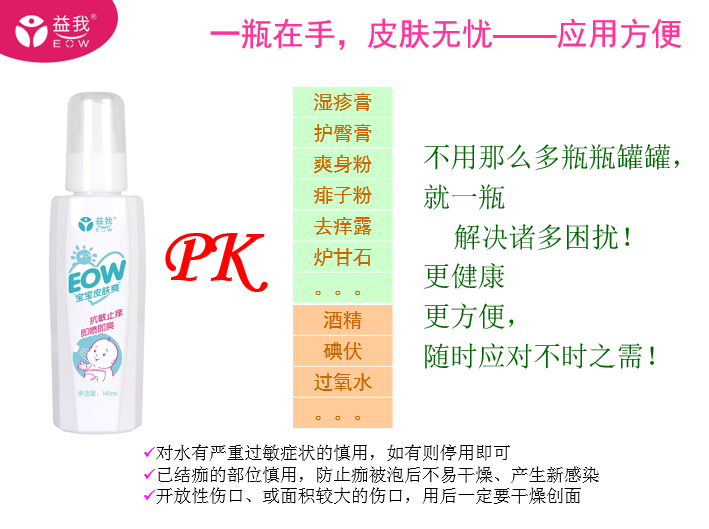 益我®
EOW
一瓶在手，皮肤无忧——应用方便
益我®
EOW
EOW
宝宝皮肤爽
抗敏止痒
即喷即爽
净含量：140ml
PK
湿疹膏
护臀膏
爽身粉
痱子粉
去痒露
炉甘石
。。。
酒精
碘伏
过氧水
。。。
不用那么多瓶瓶罐罐，
就一瓶
解决诸多困扰！
更健康
更方便，
随时应对不时之需！
✓对水有严重过敏症状的慎用，如有则停用即可
✓已结痂的部位慎用，防止痂被泡后不易干燥、产生新感染
✓开放性伤口、或面积较大的伤口，用后一定要干燥创面